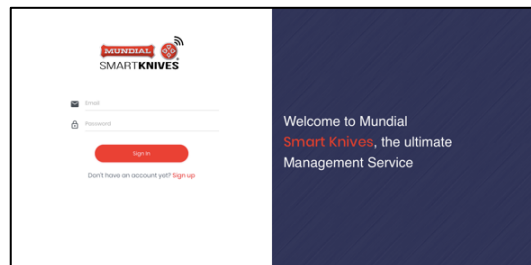 MUNDIAL
SMARTKNIVES
Email
Password
Sign In
Don't have an account yet? Sign up
Welcome to Mundial
Smart Knives, the ultimate
Management Service